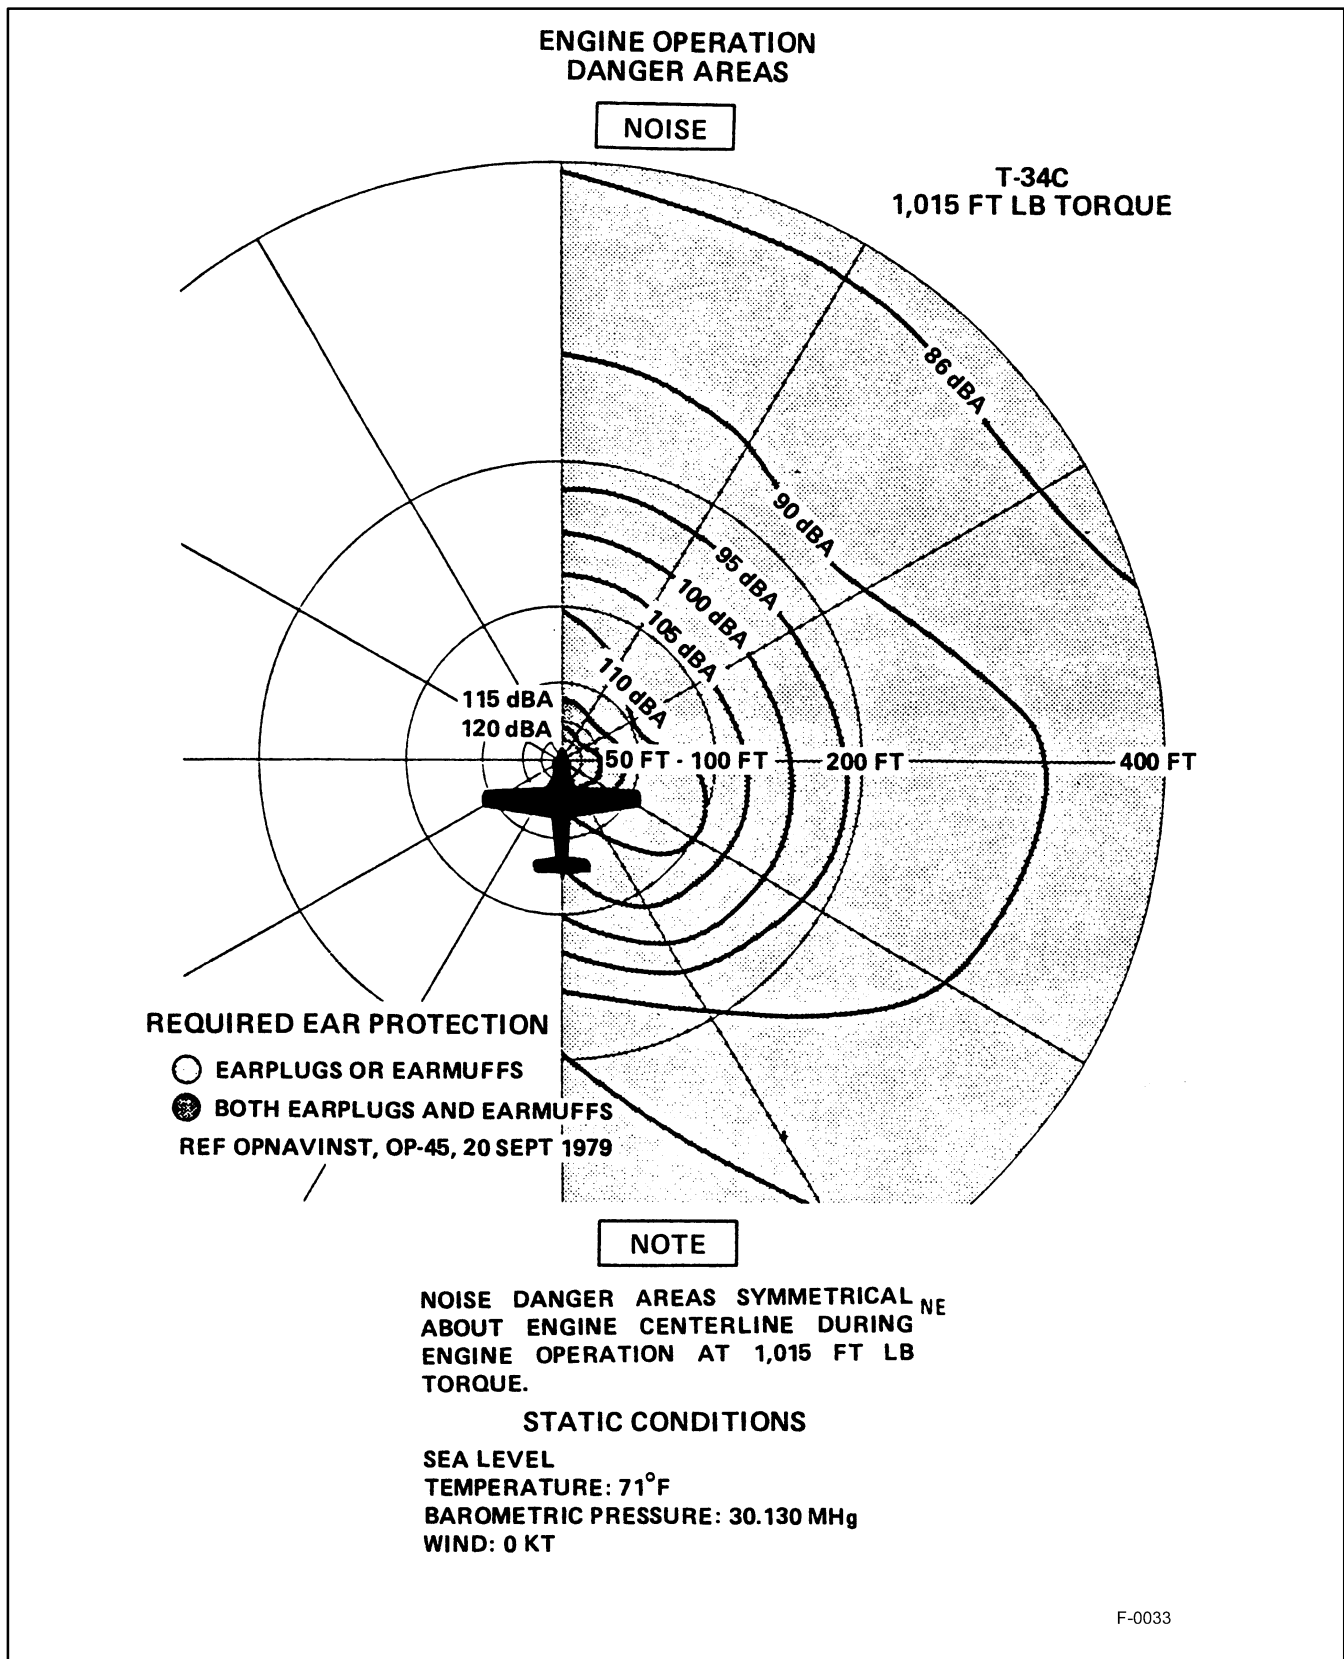 ENGINE OPERATION
DANGER AREAS
NOISE
T-34C
1,015 FT LB TORQUE
86 dBA
90 dBA
95 dBA
100 dBA
105 dBA
110 dBA
115 dBA
120 dBA
50 FT - 100 FT
200 FT
400 FT
REQUIRED EAR PROTECTION
EARPLUGS OR EARMUFFS
BOTH EARPLUGS AND EARMUFFS
REF OPNAVINST, OP-45, 20 SEPT 1979
NOTE
NOISE DANGER AREAS SYMMETRICAL NE
ABOUT ENGINE CENTERLINE DURING
ENGINE OPERATION AT 1,015 FT LB
TORQUE.
STATIC CONDITIONS
SEA LEVEL
TEMPERATURE: 71°F
BAROMETRIC PRESSURE: 30.130 MHg
WIND: 0 KT
F-0033